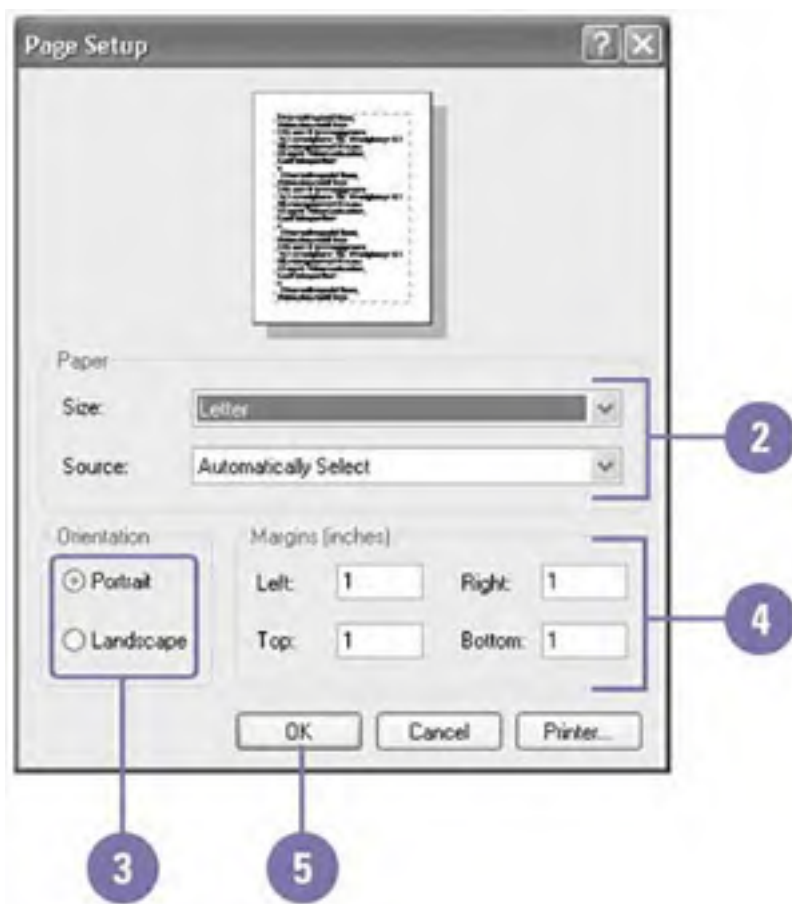 Page Setup
Paper
Size: Letter
Source: Automatically Select
2
Orientation
Margins (inches)
Portrait
Left: 1 Right: 1
Landscape
Top: 1 Bottom: 1
4
OK Cancel Printer...
3 5